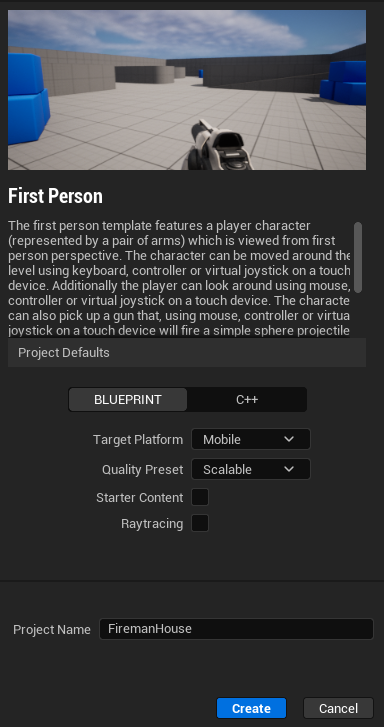 First Person
The first person template features a player character
(represented by a pair of arms) which is viewed from first
person perspective. The character can be moved around the
level using keyboard, controller or virtual joystick on a touch
device. Additionally the player can look around using mouse,
controller or virtual joystick on a touch device. The characte
can also pick up a gun that, using mouse, controller or virtua
joystick on a touch device will fire a simple sphere projectile
Project Defaults
BLUEPRINT C++
Target Platform Mobile
Quality Preset Scalable
Starter Content
Raytracing
Project Name FiremanHouse
Create Cancel